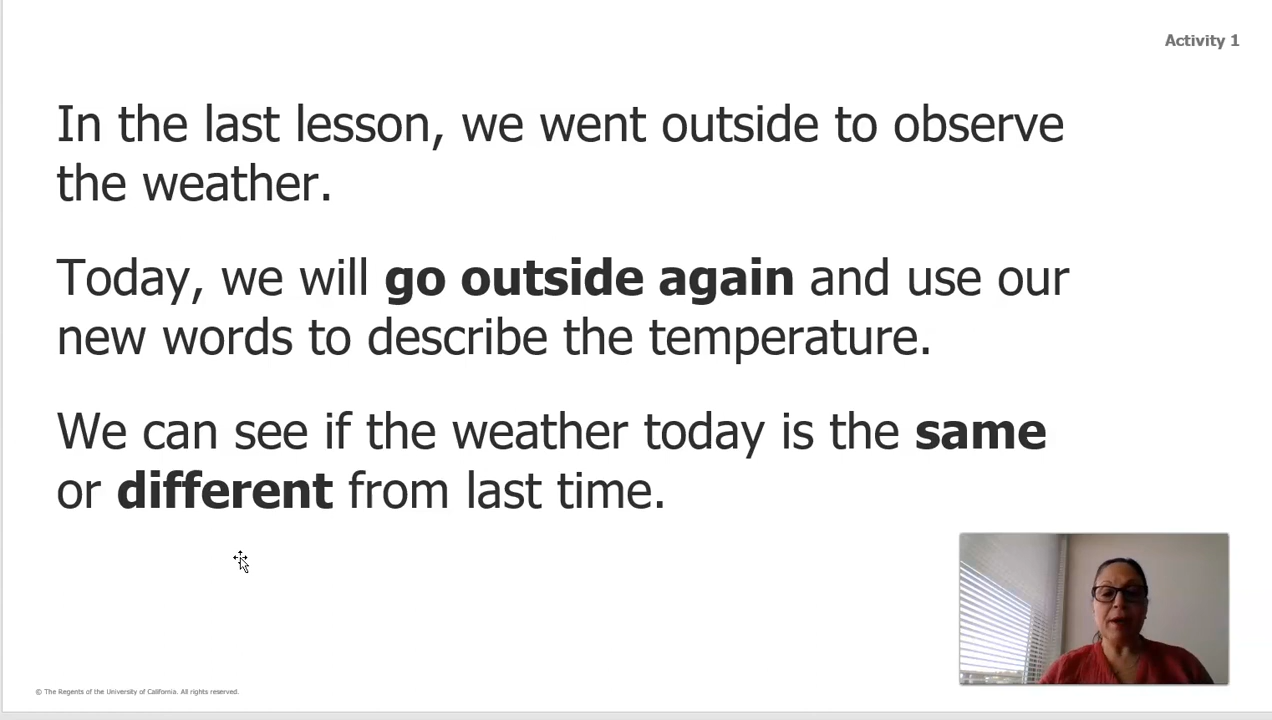 Activity 1
In the last lesson, we went outside to observe
the weather.
Today, we will go outside again and use our
new words to describe the temperature.
We can see if the weather today is the same
or different from last time.
© The Regents of the University of California. All rights reserved.